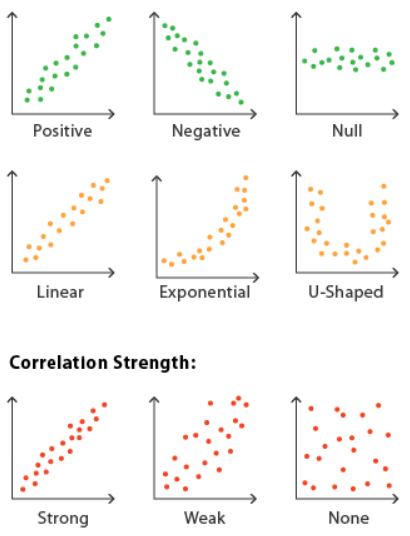 Positive
Negative
Null
Linear
Exponential
U-Shaped
Correlation Strength:
Strong
Weak
None